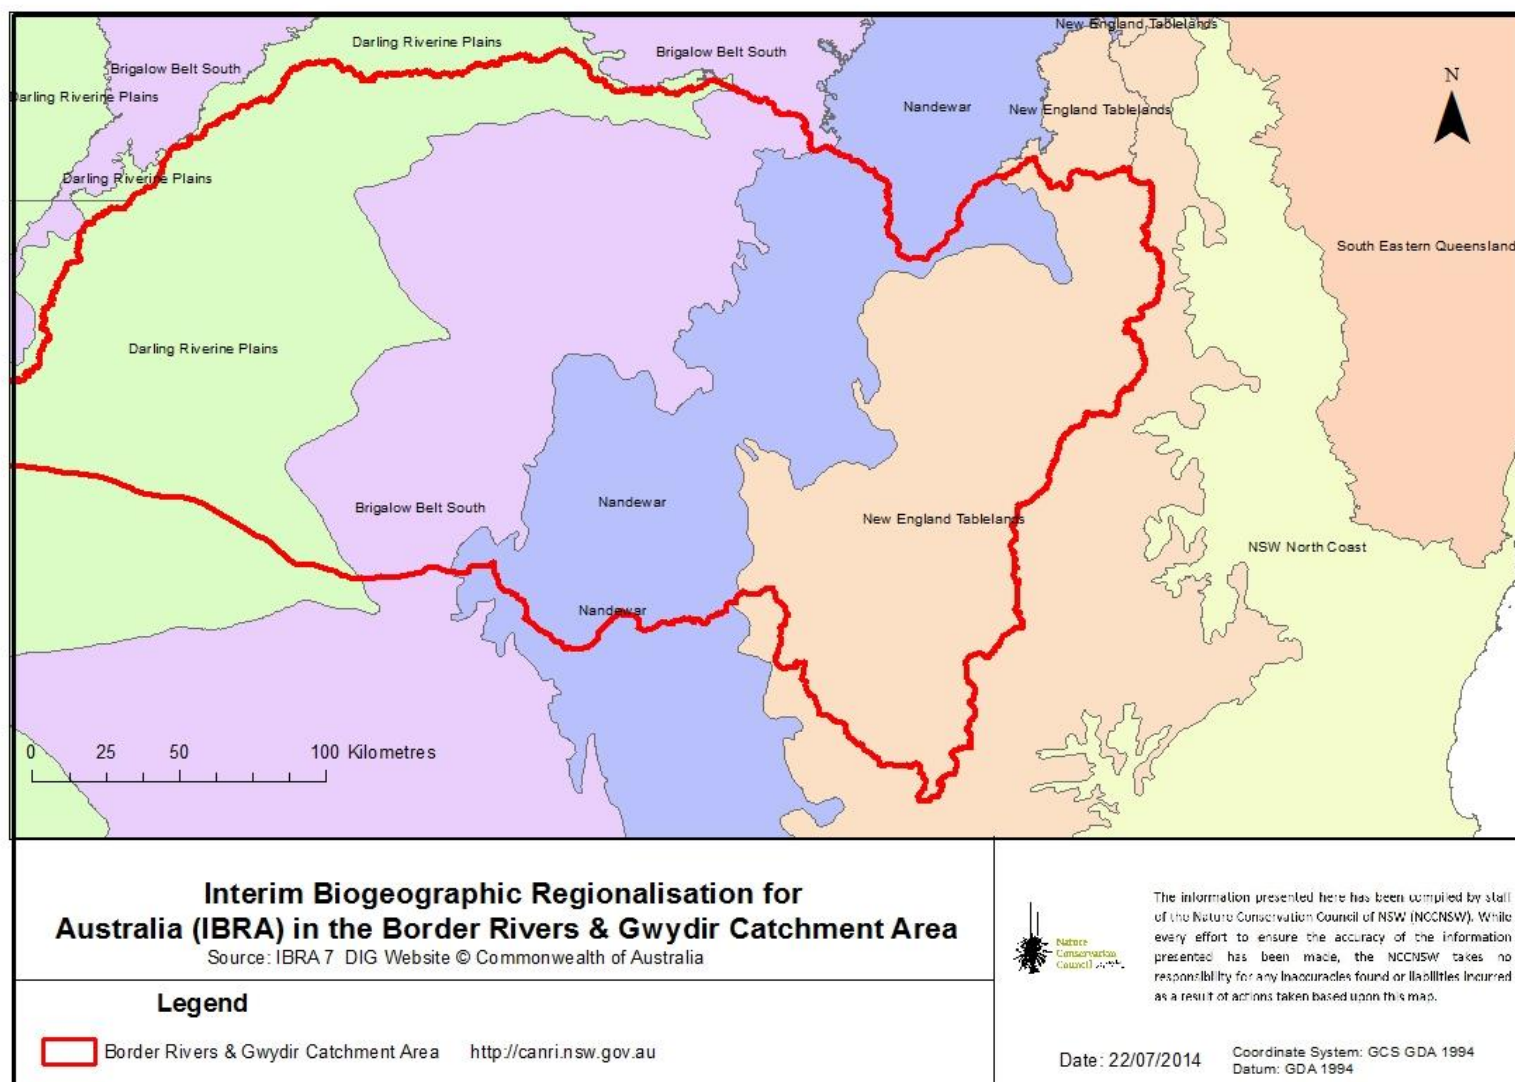 New England Tablelands
Darling Riverine Plains
Brigalow Belt South
Brigalow Belt South
Darling Riverine Plains
Nandewar
New England Tablelands
N
Darling Riverine Plains
South Eastern Queensland
Darling Riverine Plains
Brigalow Belt South
Nandewar
New England Tablelands
NSW North Coast
Nandewar
0 25 50 100 Kilometres
Interim Biogeographic Regionalisation for
Australia (IBRA) in the Border Rivers & Gwydir Catchment Area
Source: IBRA 7 DIG Website © Commonwealth of Australia
Legend
Border Rivers & Gwydir Catchment Area http://canri.nsw.gov.au
Nature
Conservation
Council
The information presented here has been compiled by staff
of the Nature Conservation Council of NSW (NCCNSW). While
every effort to ensure the accuracy of the information
presented has been made, the NCCNSW takes no
responsibility for any inaccuracies found or liabilities incurred
as a result of actions taken based upon this map.
Date: 22/07/2014
Coordinate System: GCS GDA 1994
Datum: GDA 1994